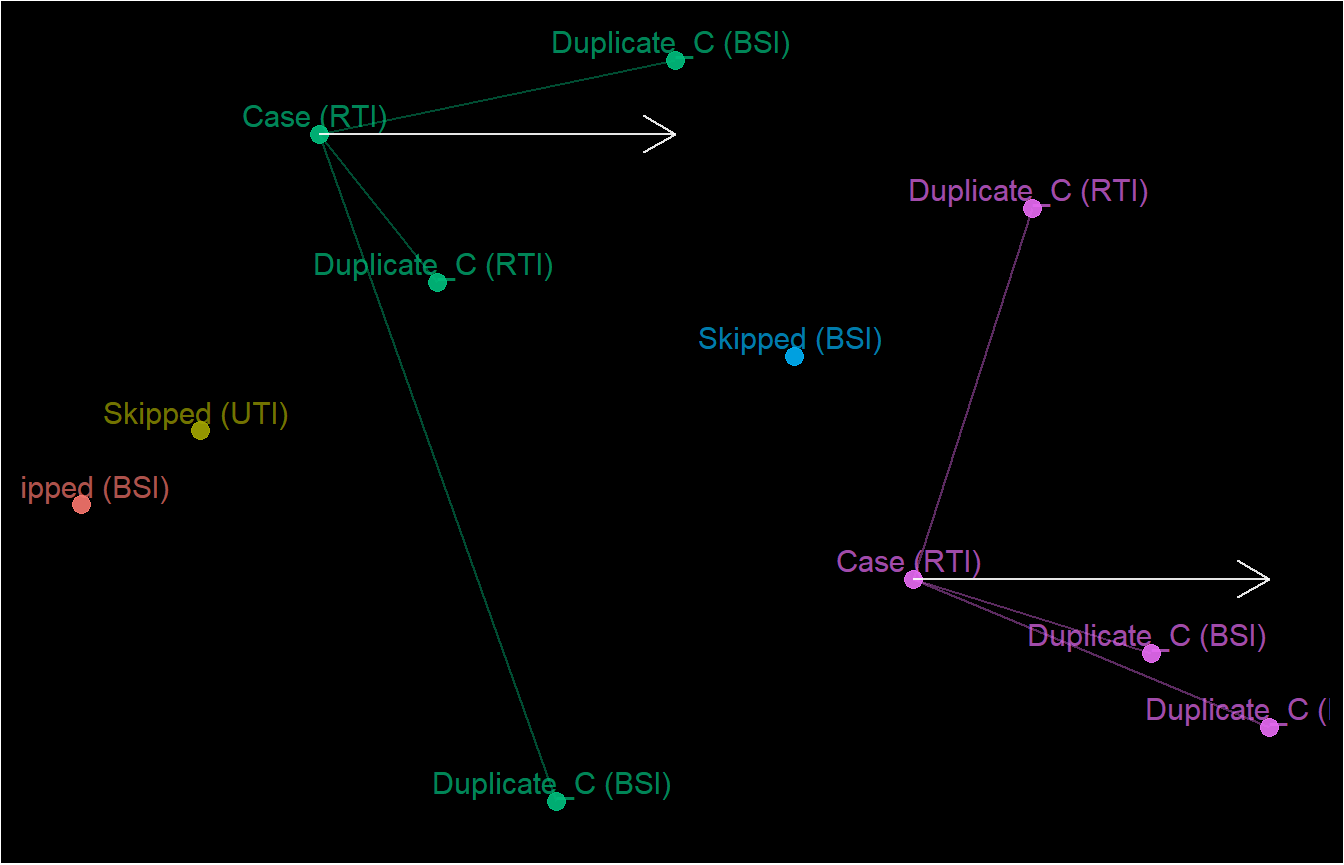 Duplicate_C (BSI)
Case (RTI)
Duplicate_C (RTI)
Duplicate_C (RTI)
Skipped (BSI)
Skipped (UTI)
ipped (BSI)
Case (RTI)
Duplicate_C (BSI)
Duplicate_C (
Duplicate_C (BSI)